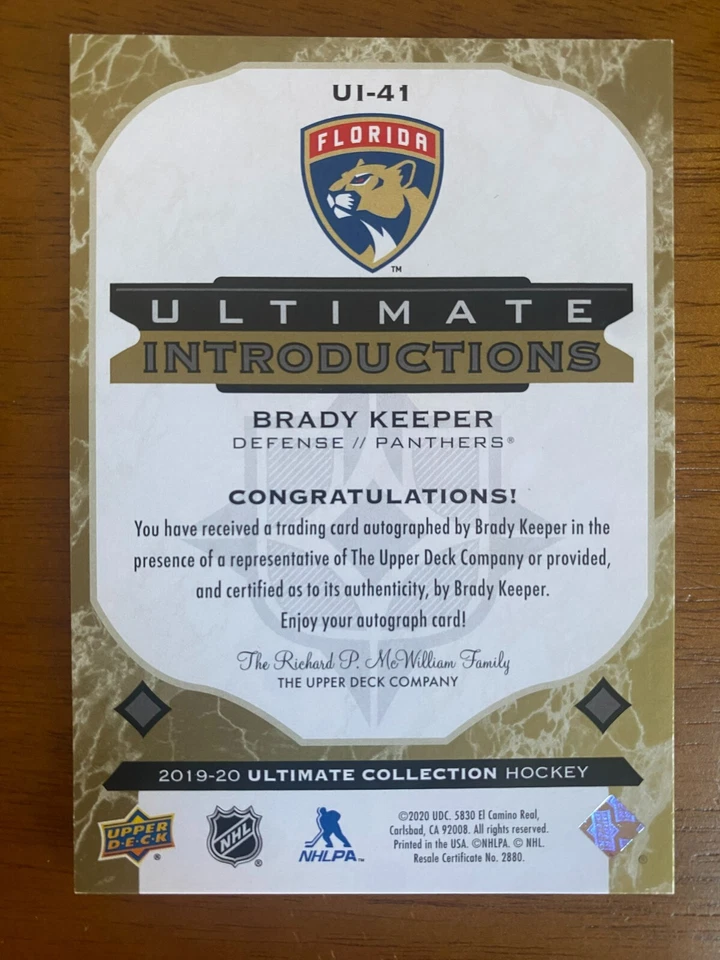 UI-41
FLORIDA
TM
ULTIMATE
INTRODUCTIONS
BRADY KEEPER
DEFENSE // PANTHERS®
CONGRATULATIONS!
You have received a trading card autographed by Brady Keeper in the
presence of a representative of The Upper Deck Company or provided,
and certified as to its authenticity, by Brady Keeper.
Enjoy your autograph card!
The Richard P. McWilliam Family
THE UPPER DECK COMPANY
2019-20 ULTIMATE COLLECTION HOCKEY
UPPER
D·E·C·K
®
NHL
®
NHLPA™
©2020 UDC. 5830 El Camino Real,
Carlsbad, CA 92008. All rights reserved.
Printed in the USA. ©NHLPA. © NHL.
Resale Certificate No. 2880.
®